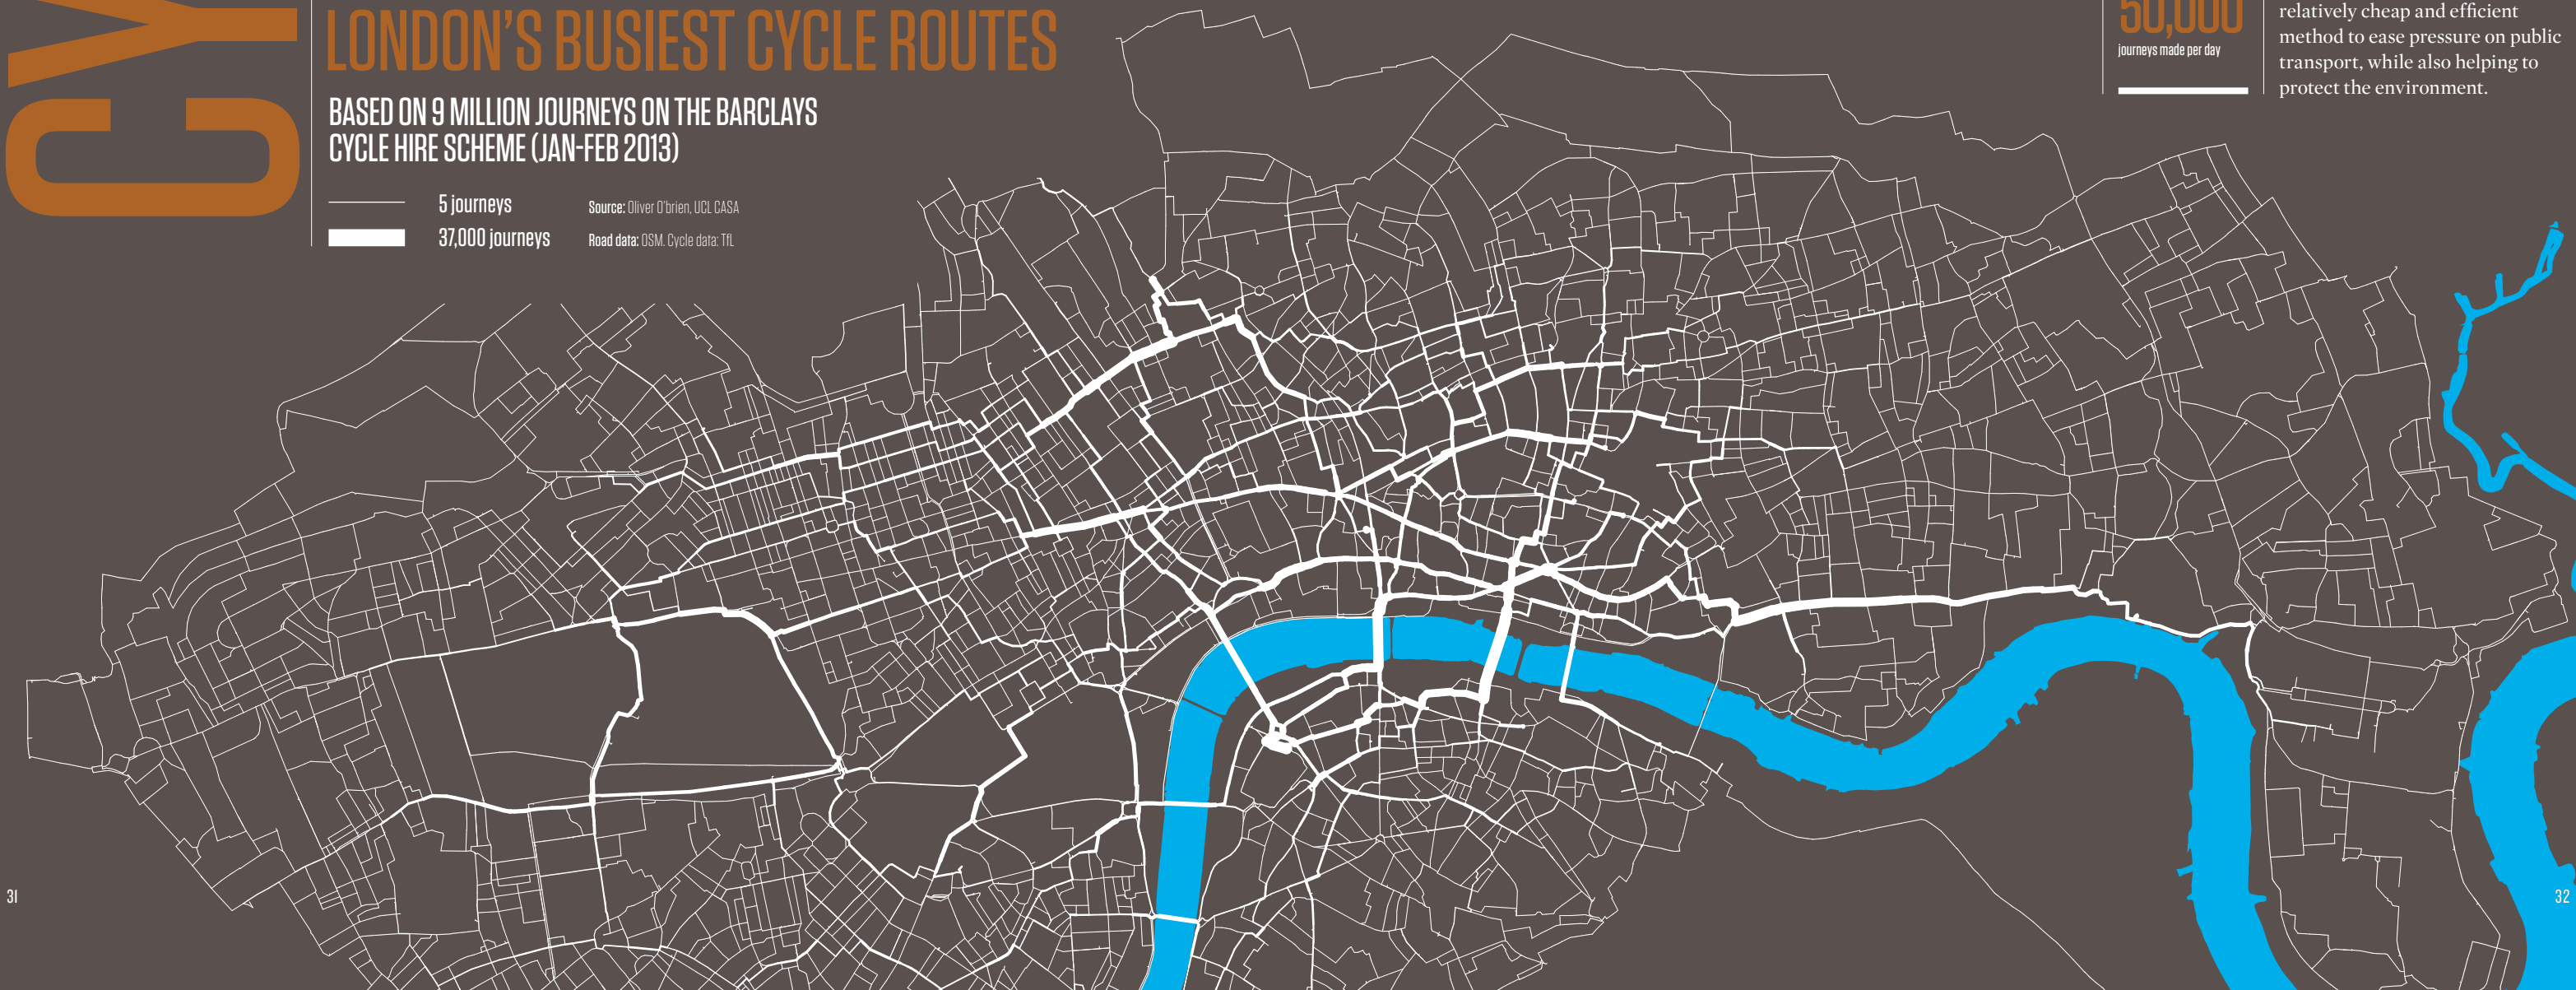 CY
LONDON'S BUSIEST CYCLE ROUTES
BASED ON 9 MILLION JOURNEYS ON THE BARCLAYS
CYCLE HIRE SCHEME (JAN-FEB 2013)
5 journeys
37,000 journeys
Source: Oliver O'brien, UCL CASA
Road data: OSM. Cycle data: TfL
50,000
journeys made per day
relatively cheap and efficient
method to ease pressure on public
transport, while also helping to
protect the environment.
31
32